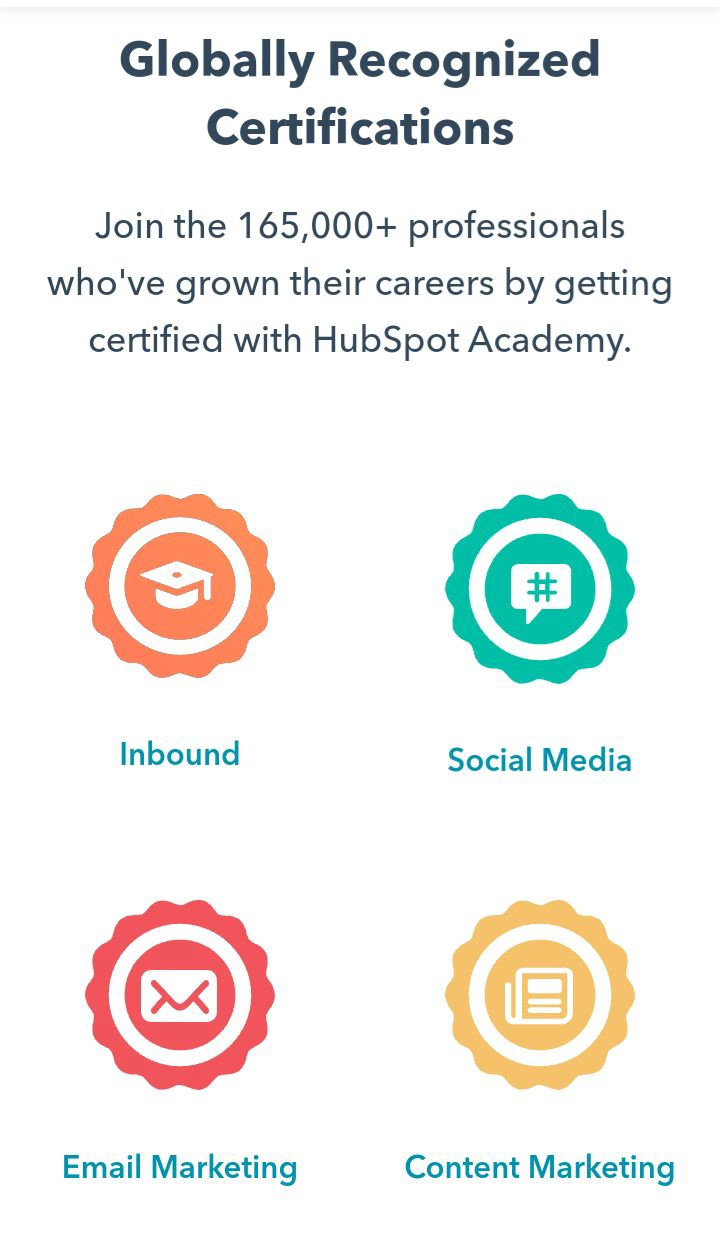 Globally Recognized
Certifications
Join the 165,000+ professionals
who've grown their careers by getting
certified with HubSpot Academy.
#
Inbound
Social Media
Email Marketing
Content Marketing